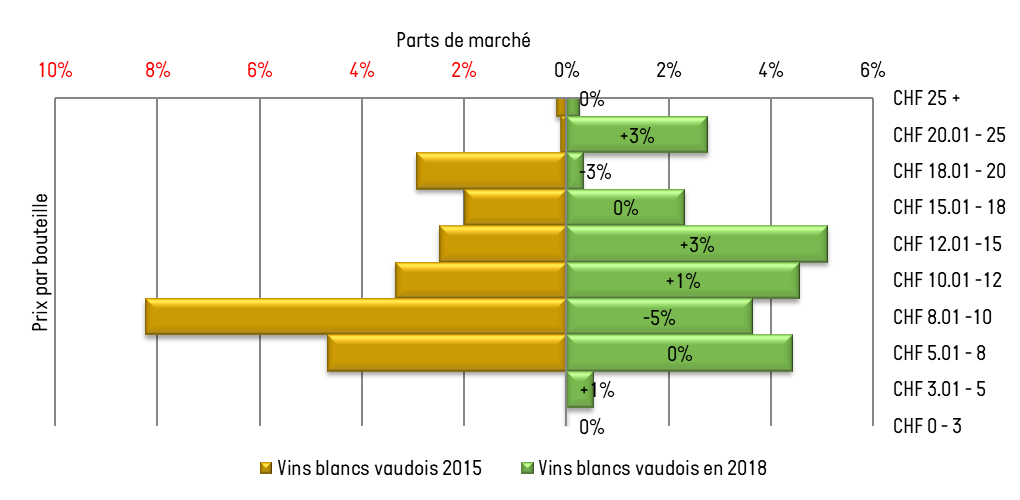 Parts de marché
10% 8% 6% 4% 2% 0% 2% 4% 6%
0% CHF 25 +
+3% CHF 20.01 - 25
-3% CHF 18.01 - 20
0% CHF 15.01 - 18
+3% CHF 12.01 -15
+1% CHF 10.01 -12
-5% CHF 8.01 -10
0% CHF 5.01 - 8
+1% CHF 3.01 - 5
0% CHF 0 - 3
Prix par bouteille
Vins blancs vaudois 2015 Vins blancs vaudois en 2018